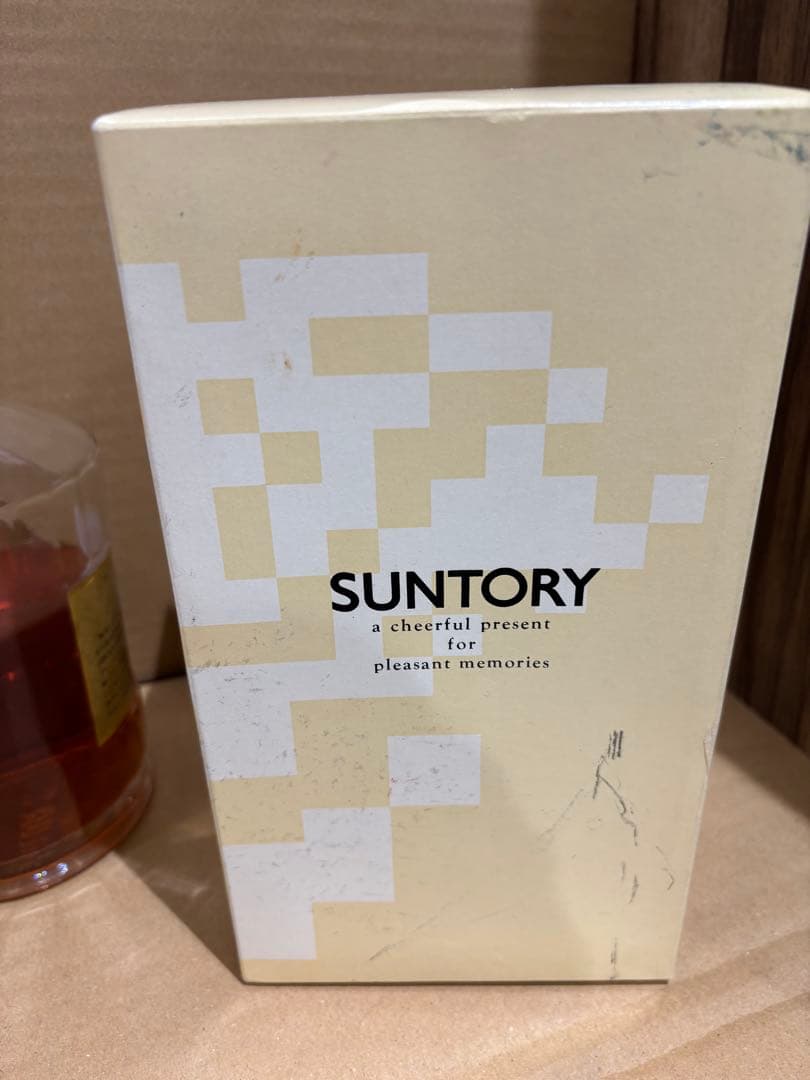 SUNTORY
a cheerful present
for
pleasant memories